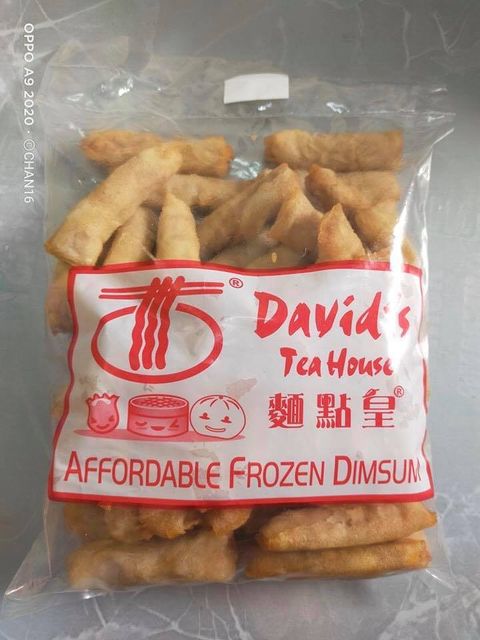 OPPO A9 2020 · ©CHAN16
David's
Tea House
麵點皇
AFFORDABLE FROZEN DIMSUM